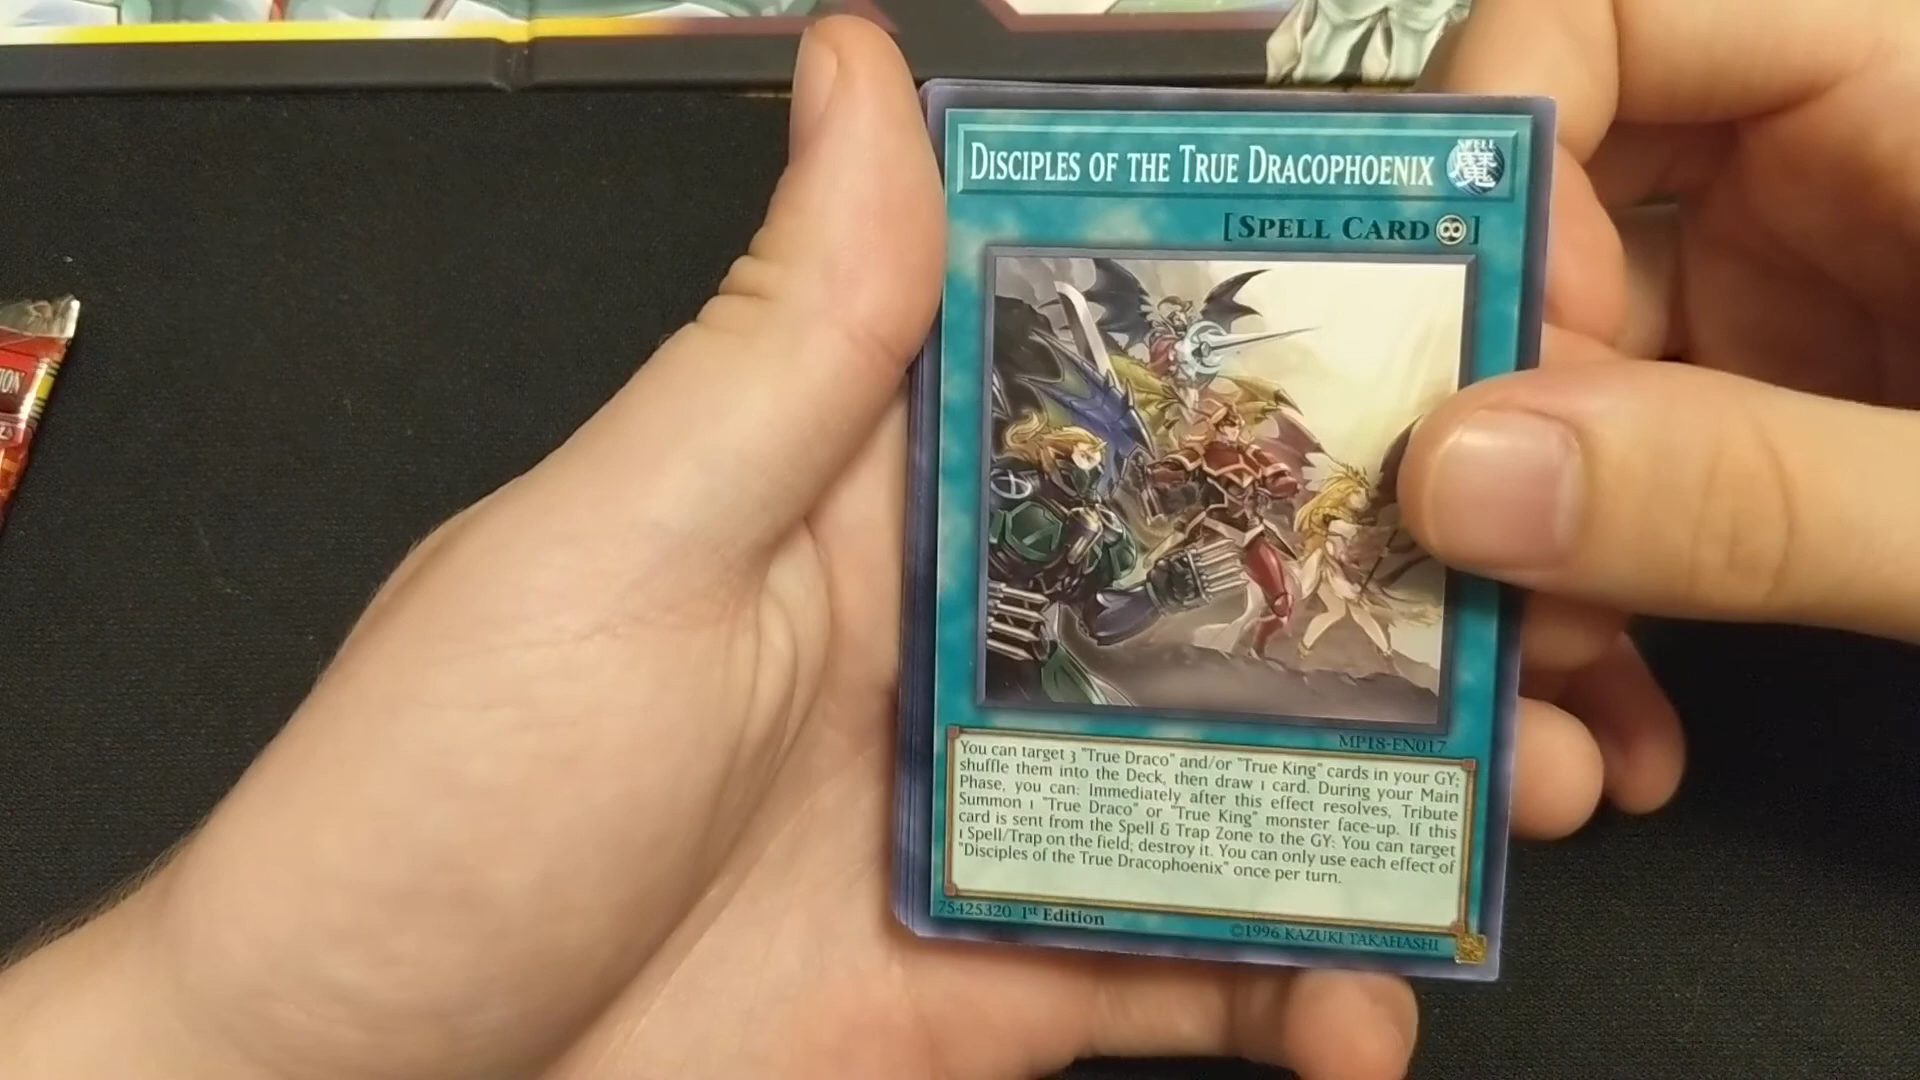 DISCIPLES OF THE TRUE DRACOPHOENIX
SPELL
魔
[SPELL CARD]
ION
MP18-EN017
You can target 3 "True Draco" and/or "True King" cards in your GY;
shuffle them into the Deck, then draw 1 card. During your Main
Phase, you can: Immediately after this effect resolves, Tribute
Summon 1 "True Draco" or "True King" monster face-up. If this
card is sent from the Spell & Trap Zone to the GY: You can target
1 Spell/Trap on the field; destroy it. You can only use each effect of
"Disciples of the True Dracophoenix" once per turn.
75425320 1st Edition
©1996 KAZUKI TAKAHASHI